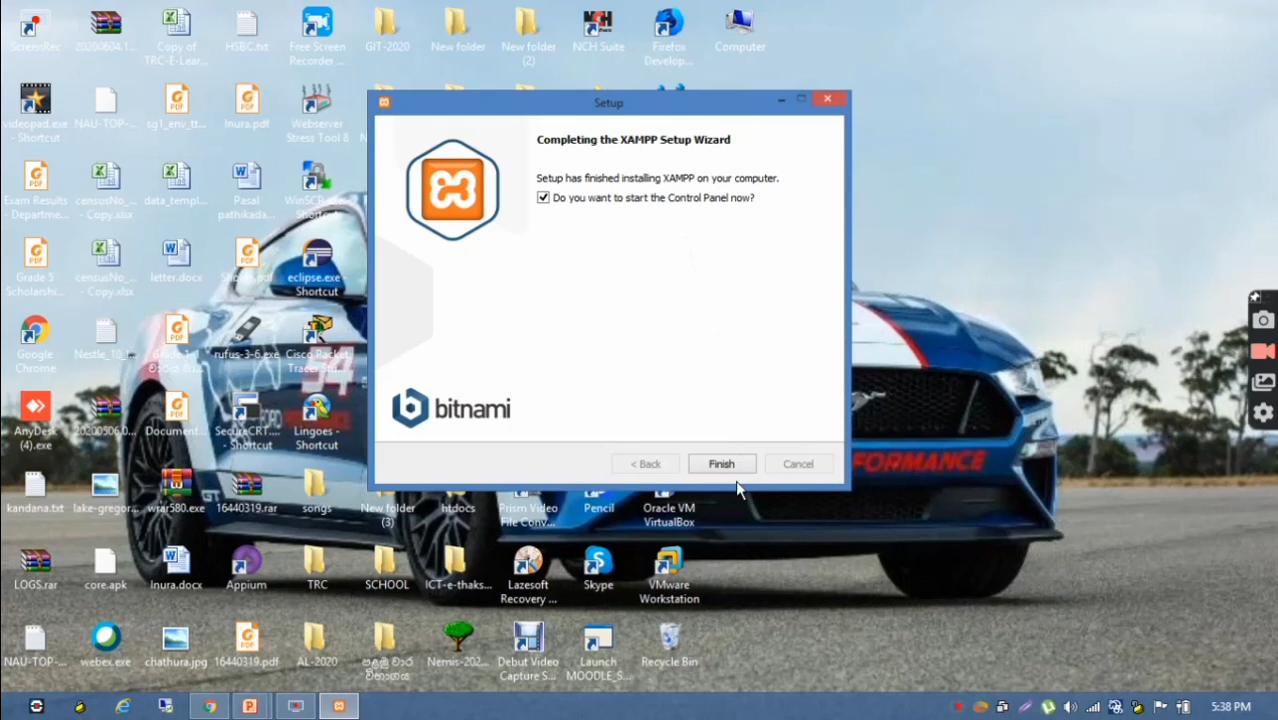 ScreenRec
20200604.1...
Copy of
TRC-E-Lear...
HSBC.txt
Free Screen
Recorder ...
GIT-2020
New folder
New folder
(2)
NCH Suite
Firefox
Develop...
Computer
videopad.exe
- Shortcut
NAU-TOP-...
sg1_env_tt...
Inura.pdf
Webserver
Stress Tool 8
Exam Results
- Departme...
censusNo_
- Copy.xlsx
data_templ...
Pasal
pathikada...
Grade 5
Scholarshi...
censusNo_
- Copy.xlsx
letter.docx
eclipse.exe -
Shortcut
Google
Chrome
Nestle_10_I...
rufus-3-6.exe
Cisco Packet
AnyDesk
(4).exe
20200506.0...
Document...
SecureCRT....
- Shortcut
Lingoes -
Shortcut
kandana.txt
lake-gregor...
wrar580.exe
16440319.rar
songs
New folder
(3)
htdocs
Prism Video
File Conv...
Pencil
Oracle VM
VirtualBox
LOGS.rar
core.apk
Inura.docx
Appium
TRC
SCHOOL
ICT-e-thaks...
Lazesoft
Recovery ...
Skype
VMware
Workstation
NAU-TOP-...
webex.exe
chathura.jpg
16440319.pdf
AL-2020
පළමු වාර
විභාගය
Nemis-202...
Debut Video
Capture S...
Launch
MOODLE_S...
Recycle Bin
Setup
Completing the XAMPP Setup Wizard
Setup has finished installing XAMPP on your computer.
Do you want to start the Control Panel now?
bitnami
< Back
Finish
Cancel
PERFORMANCE
5:38 PM